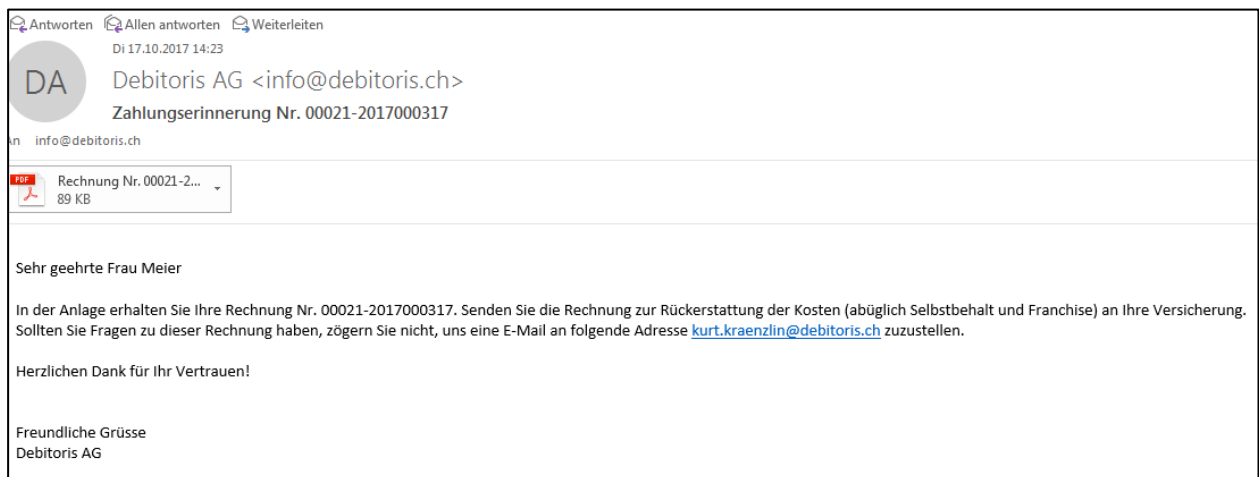 Antworten Allen antworten Weiterleiten
Di 17.10.2017 14:23
DA
Debitoris AG <info@debitoris.ch>
Zahlungserinnerung Nr. 00021-2017000317
An info@debitoris.ch
PDF
Rechnung Nr. 00021-2...
89 KB
Sehr geehrte Frau Meier
In der Anlage erhalten Sie Ihre Rechnung Nr. 00021-2017000317. Senden Sie die Rechnung zur Rückerstattung der Kosten (abüglich Selbstbehalt und Franchise) an Ihre Versicherung.
Sollten Sie Fragen zu dieser Rechnung haben, zögern Sie nicht, uns eine E-Mail an folgende Adresse kurt.kraenzlin@debitoris.ch zuzustellen.
Herzlichen Dank für Ihr Vertrauen!
Freundliche Grüsse
Debitoris AG